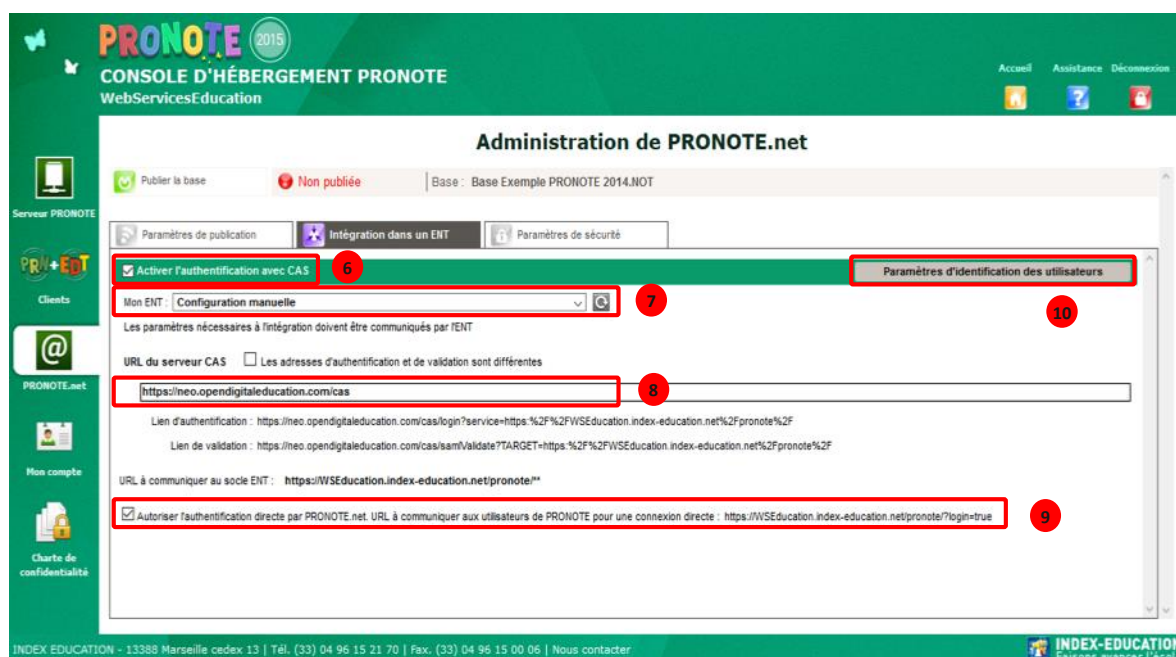 PRONOTE 2015
CONSOLE D'HÉBERGEMENT PRONOTE
WebServicesEducation
Accueil Assistance Déconnexion
Administration de PRONOTE.net
Publier la base Non publiée Base : Base Exemple PRONOTE 2014.NOT
Serveur PRONOTE
Paramètres de publication Intégration dans un ENT Paramètres de sécurité
PRN+EDT
Clients
Activer l'authentification avec CAS 6 Paramètres d'identification des utilisateurs
10
Mon ENT : Configuration manuelle 7
Les paramètres nécessaires à l'intégration doivent être communiqués par l'ENT
@
PRONOTE.net
URL du serveur CAS Les adresses d'authentification et de validation sont différentes
https://neo.opendigitaleducation.com/cas 8
Lien d'authentification : https://neo.opendigitaleducation.com/cas/login?service=https:%2F%2FWSEducation.index-education.net%2Fpronote%2F
Lien de validation : https://neo.opendigitaleducation.com/cas/samlValidate?TARGET=https:%2F%2FWSEducation.index-education.net%2Fpronote%2F
Mon compte
URL à communiquer au socle ENT : https://WSEducation.index-education.net/pronote/**
Autoriser l'authentification directe par PRONOTE.net. URL à communiquer aux utilisateurs de PRONOTE pour une connexion directe : https://WSEducation.index-education.net/pronote/?login=true 9
Charte de
confidentialité
INDEX EDUCATION - 13388 Marseille cedex 13 | Tél. (33) 04 96 15 21 70 | Fax. (33) 04 96 15 00 06 | Nous contacter
INDEX-EDUCATION